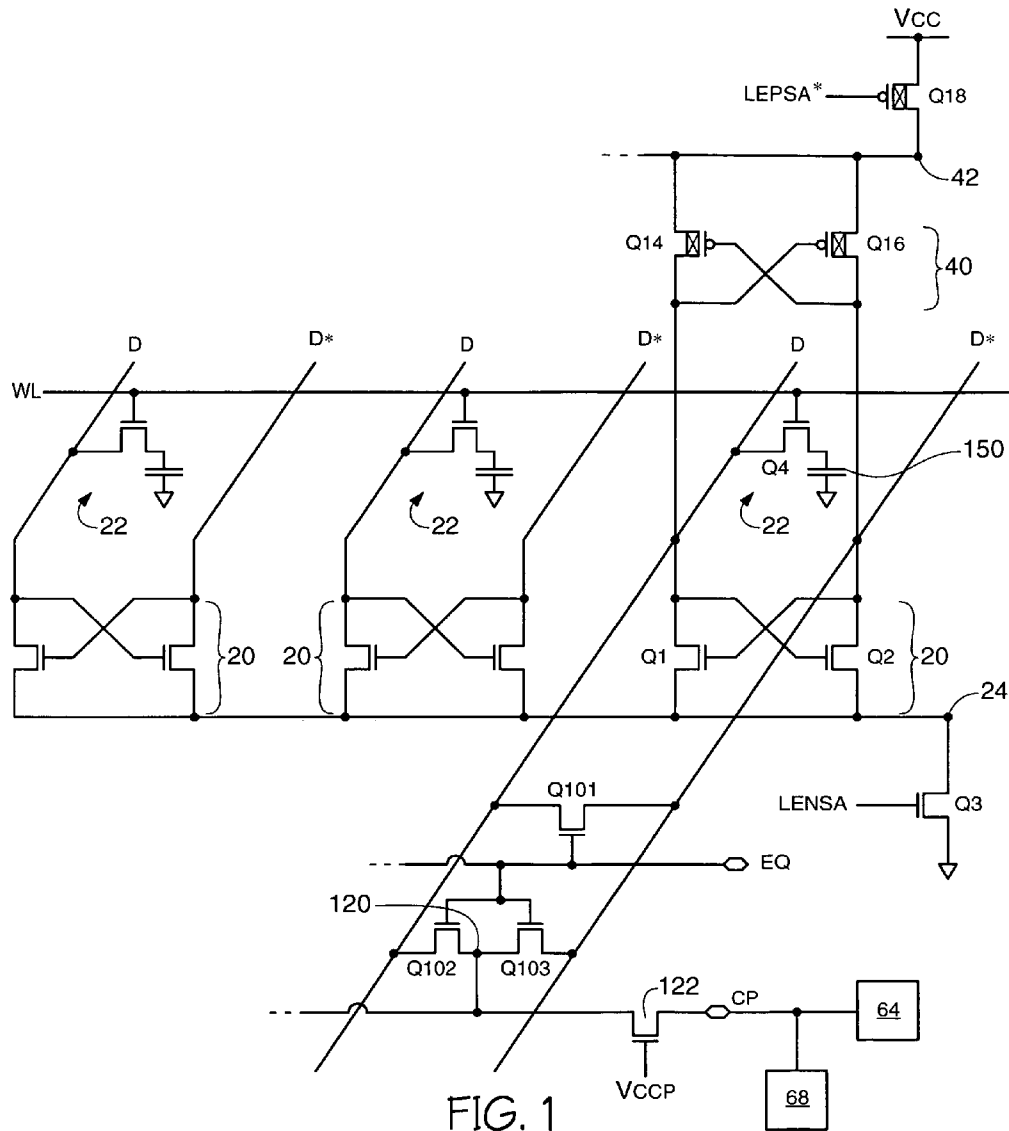 VCC
LEPSA*
Q18
42
Q14
Q16
40
D
D*
D
D*
D
D*
WL
Q4
150
22
22
22
20
20
Q1
Q2
20
24
Q101
LENSA
Q3
EQ
120
Q102
Q103
122
CP
64
VCCP
68
FIG. 1